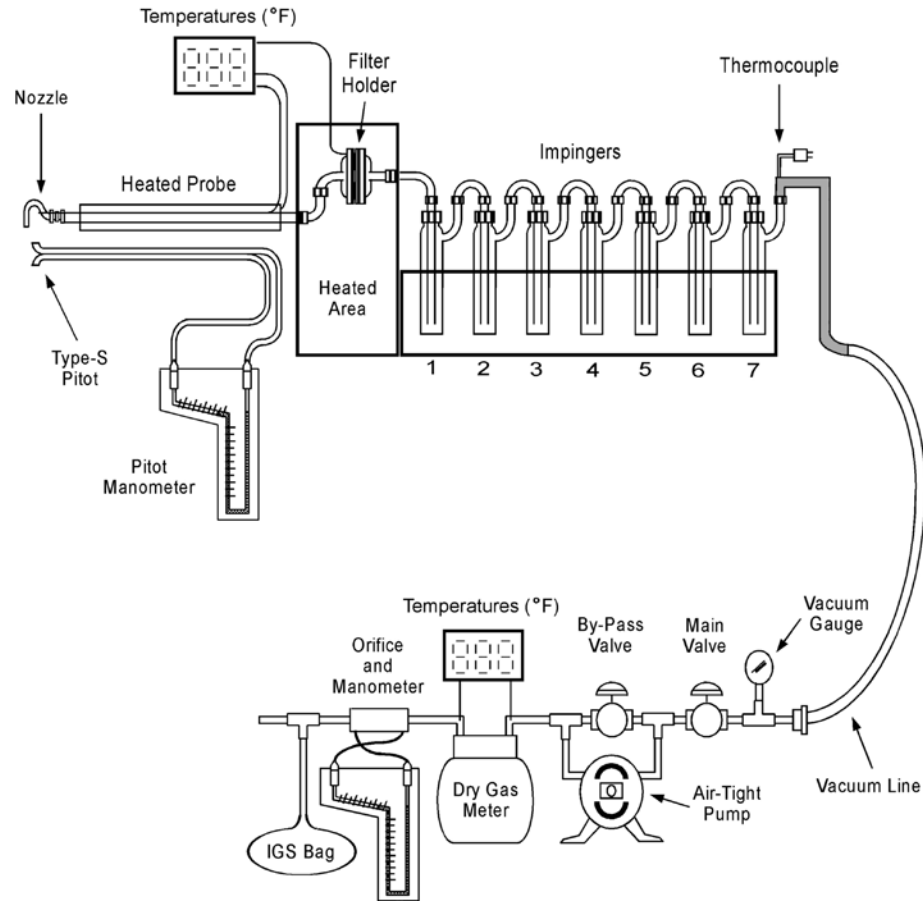 Temperatures (°F)
Filter
Holder
Thermocouple
Nozzle
Impingers
Heated Probe
Heated
Area
Type-S
Pitot
1 2 3 4 5 6 7
Pitot
Manometer
Temperatures (°F)
Vacuum
Gauge
By-Pass
Valve
Main
Valve
Orifice
and
Manometer
Dry Gas
Meter
Air-Tight
Pump
Vacuum Line
IGS Bag